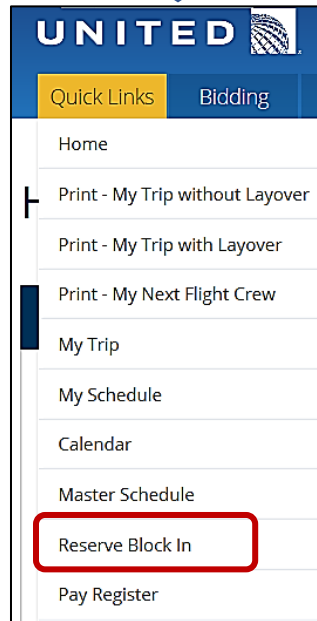 UNITED
Quick Links Bidding
Home
Print - My Trip without Layover
Print - My Trip with Layover
Print - My Next Flight Crew
My Trip
My Schedule
Calendar
Master Schedule
Reserve Block In
Pay Register